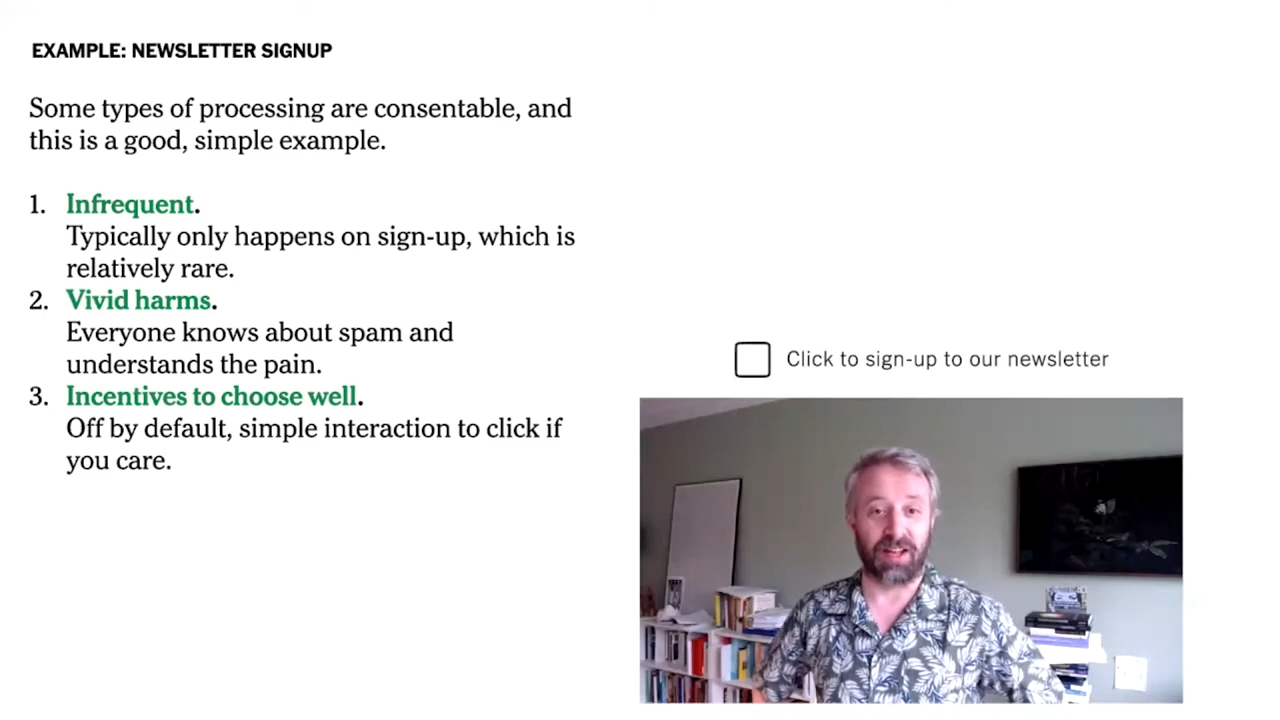 EXAMPLE: NEWSLETTER SIGNUP
Some types of processing are consentable, and
this is a good, simple example.
1. Infrequent.
Typically only happens on sign-up, which is
relatively rare.
2. Vivid harms.
Everyone knows about spam and
understands the pain.
3. Incentives to choose well.
Off by default, simple interaction to click if
you care.
Click to sign-up to our newsletter